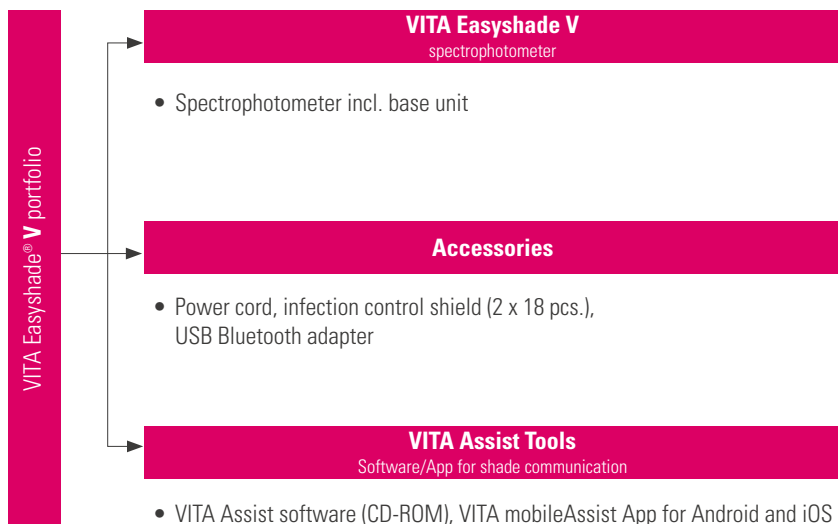 VITA Easyshade® V portfolio
VITA Easyshade V
spectrophotometer
• Spectrophotometer incl. base unit
Accessories
• Power cord, infection control shield (2 x 18 pcs.),
USB Bluetooth adapter
VITA Assist Tools
Software/App for shade communication
• VITA Assist software (CD-ROM), VITA mobileAssist App for Android and iOS